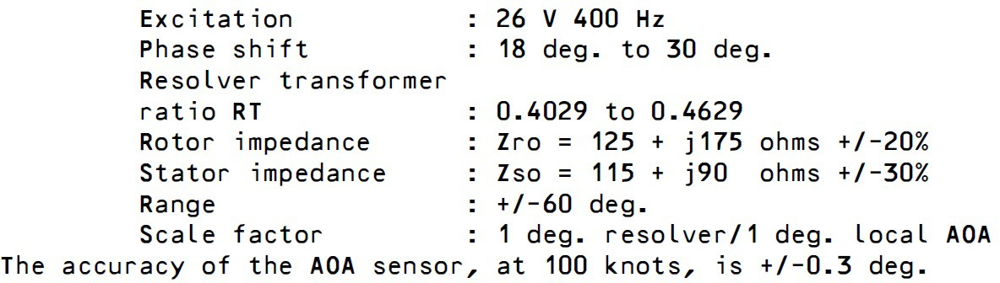 Excitation : 26 V 400 Hz
Phase shift : 18 deg. to 30 deg.
Resolver transformer
ratio RT : 0.4029 to 0.4629
Rotor impedance : Zro = 125 + j175 ohms +/-20%
Stator impedance : Zso = 115 + j90 ohms +/-30%
Range : +/-60 deg.
Scale factor : 1 deg. resolver/1 deg. local AOA
The accuracy of the AOA sensor, at 100 knots, is +/-0.3 deg.